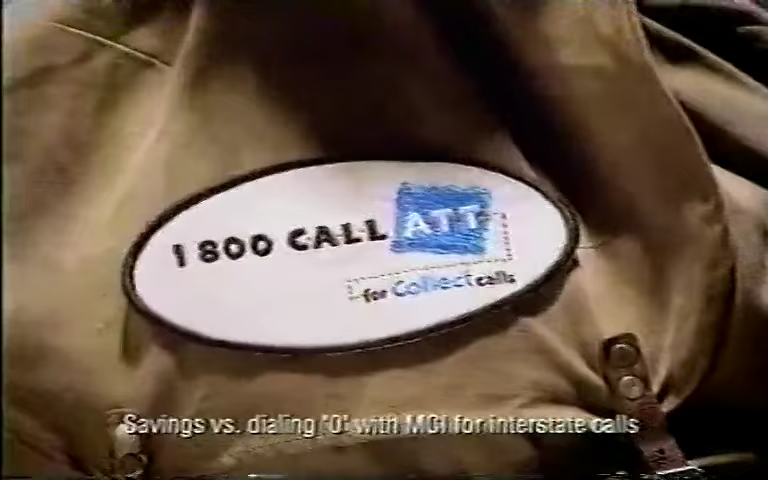 1 800 CALL ATT
for Collect calls
Savings vs. dialing "0" with MCI for interstate calls